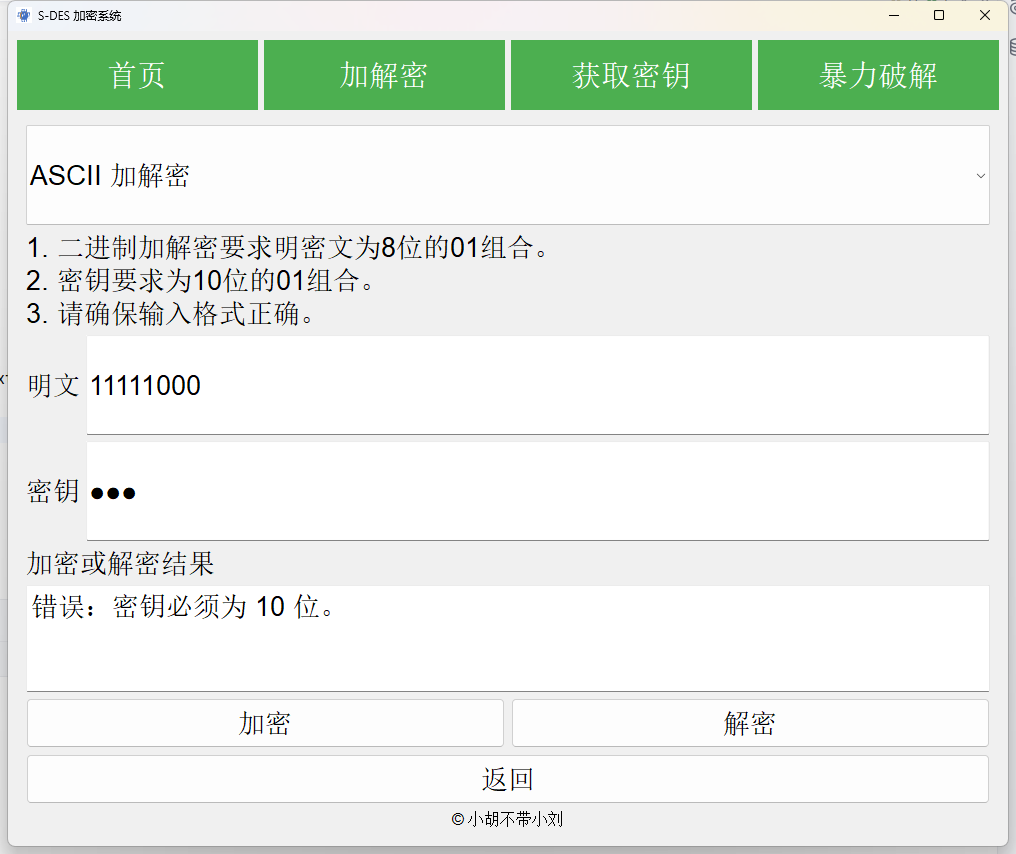 S-DES 加密系统
首页 加解密 获取密钥 暴力破解
ASCII 加解密
1. 二进制加解密要求明密文为8位的01组合。
2. 密钥要求为10位的01组合。
3. 请确保输入格式正确。
明文 11111000
密钥 ●●●
加密或解密结果
错误：密钥必须为 10 位。
加密 解密
返回
© 小胡不带小刘